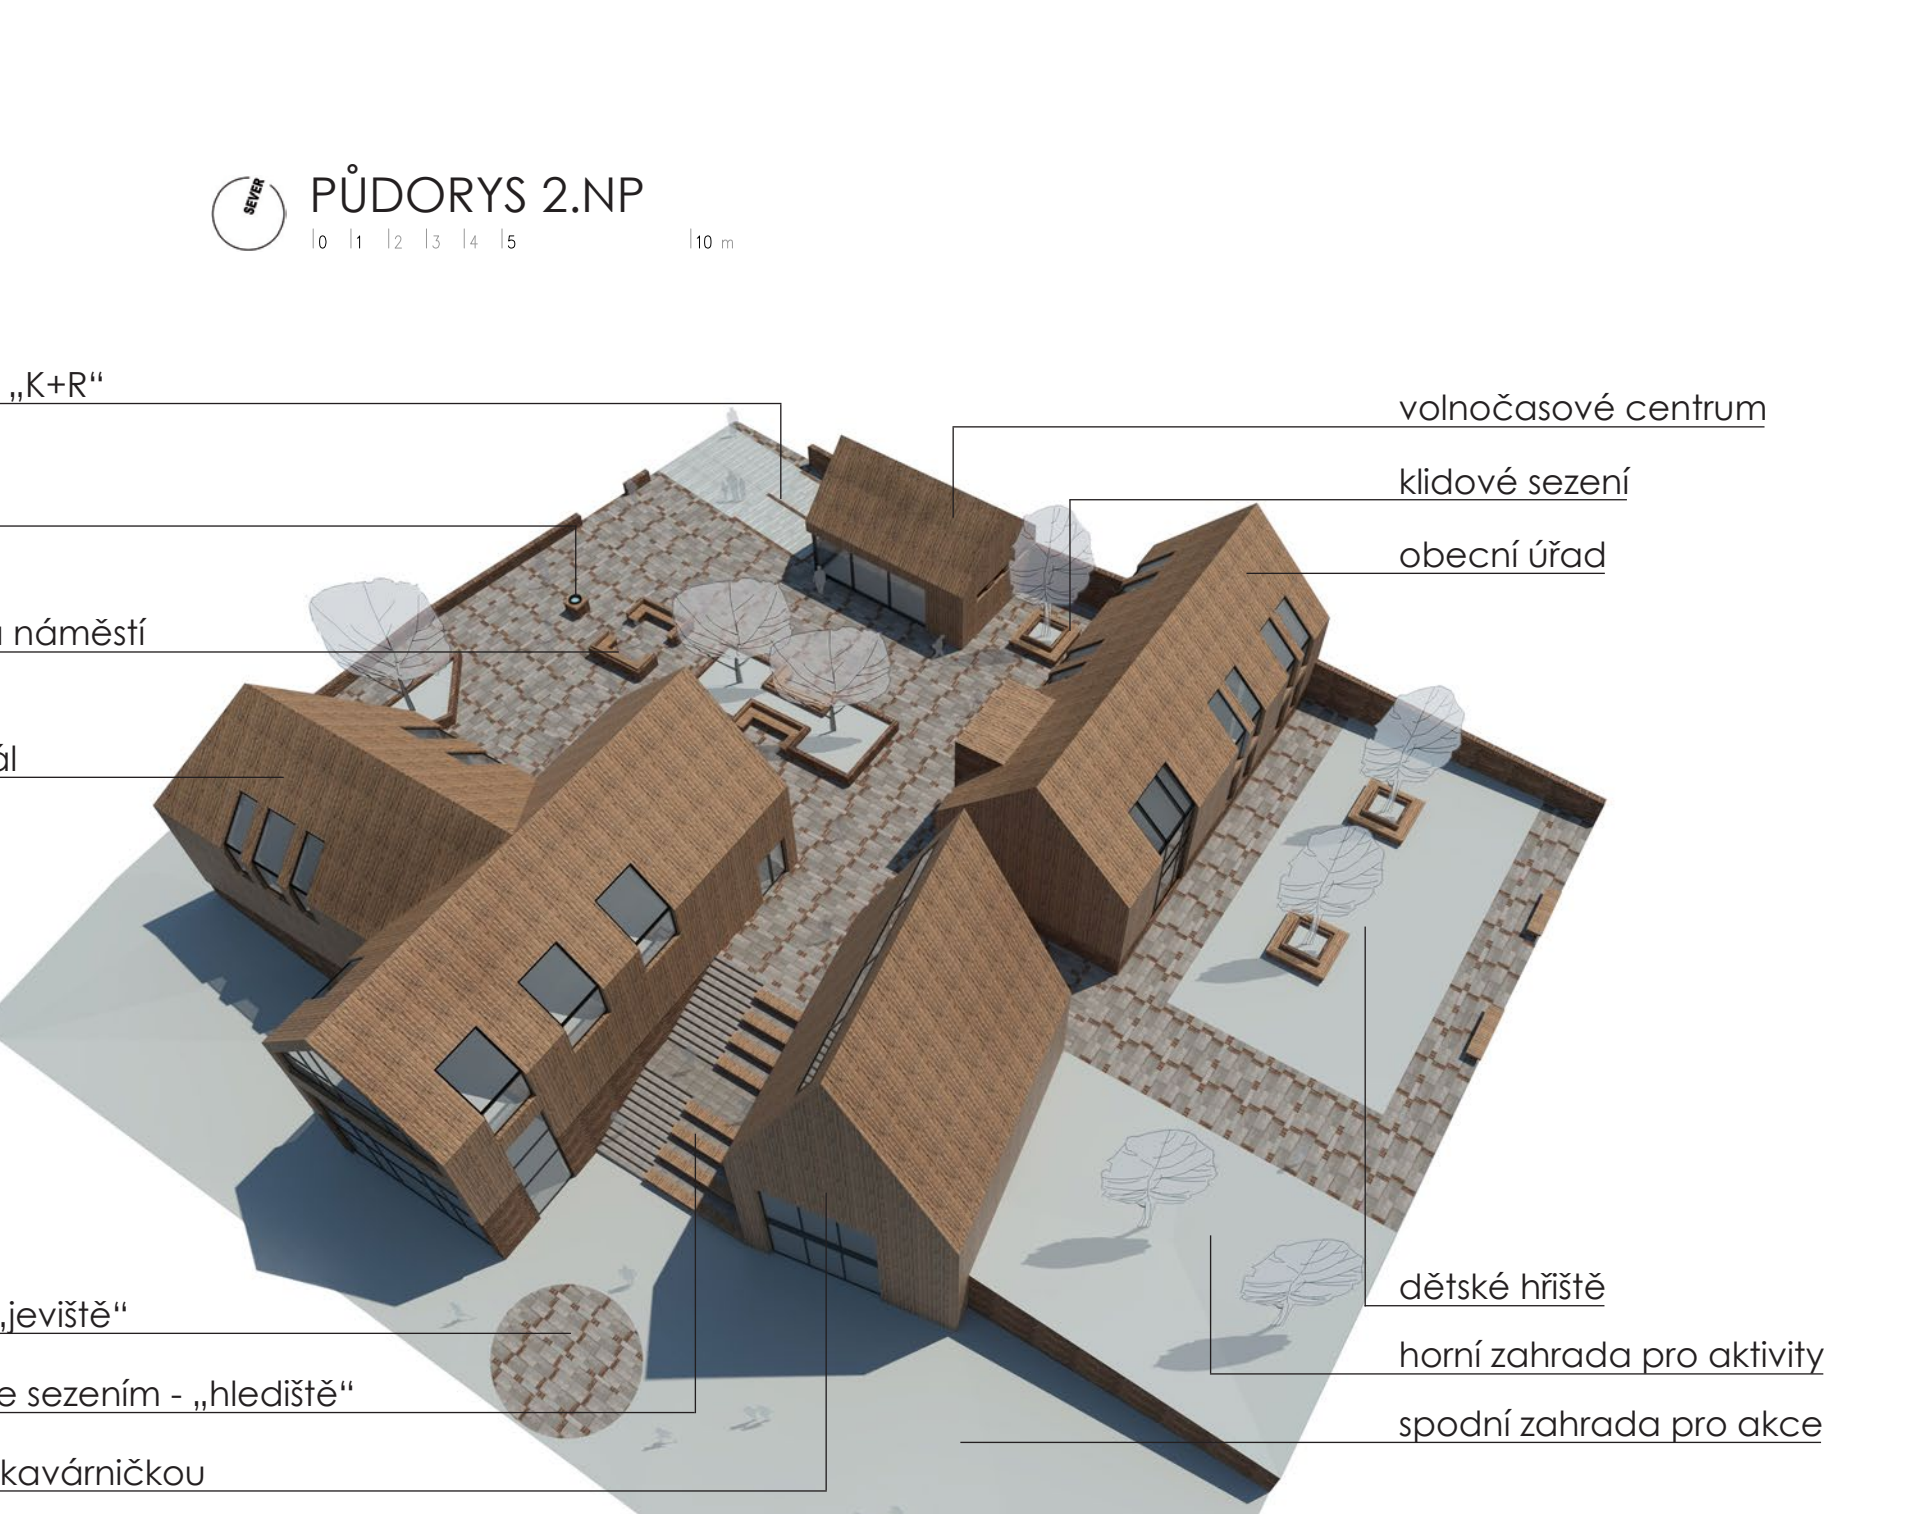 SEVER
PŮDORYS 2.NP
0 1 2 3 4 5 10 m
„K+R“
volnočasové centrum
klidové sezení
obecní úřad
náměstí
dětské hřiště
„jeviště“
horní zahrada pro aktivity
sezením - „hlediště“
spodní zahrada pro akce
kavárničkou